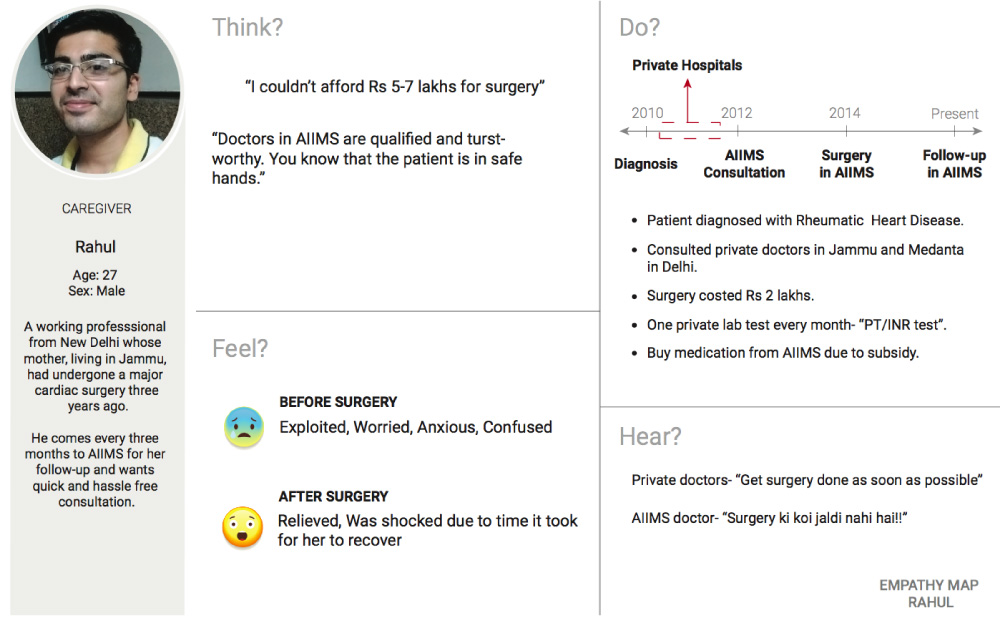 CAREGIVER
Rahul
Age: 27
Sex: Male
A working professsional
from New Delhi whose
mother, living in Jammu,
had undergone a major
cardiac surgery three
years ago.
He comes every three
months to AIIMS for her
follow-up and wants
quick and hassle free
consultation.
Think?
“I couldn’t afford Rs 5-7 lakhs for surgery”
“Doctors in AIIMS are qualified and turst-
worthy. You know that the patient is in safe
hands.”
Feel?
BEFORE SURGERY
Exploited, Worried, Anxious, Confused
AFTER SURGERY
Relieved, Was shocked due to time it took
for her to recover
Do?
Private Hospitals
2010 2012 2014 Present
Diagnosis AIIMS Surgery Follow-up
Consultation in AIIMS in AIIMS
• Patient diagnosed with Rheumatic Heart Disease.
• Consulted private doctors in Jammu and Medanta
in Delhi.
• Surgery costed Rs 2 lakhs.
• One private lab test every month- “PT/INR test”.
• Buy medication from AIIMS due to subsidy.
Hear?
Private doctors- “Get surgery done as soon as possible”
AIIMS doctor- “Surgery ki koi jaldi nahi hai!!”
EMPATHY MAP
RAHUL